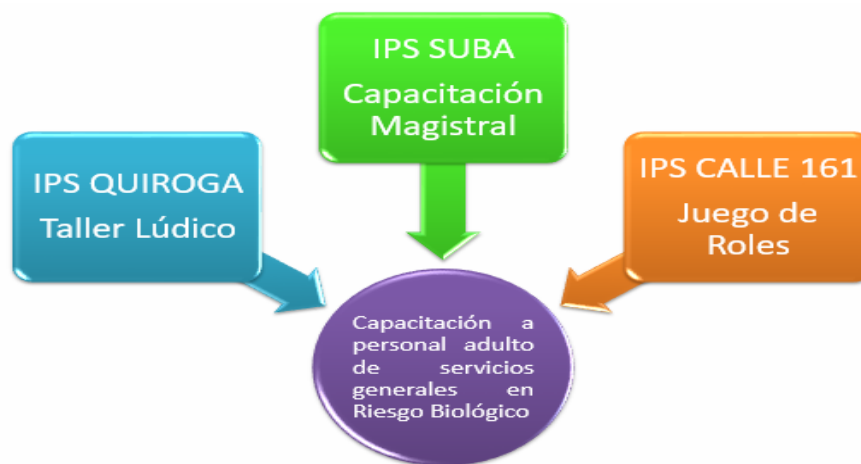 IPS SUBA
Capacitación
Magistral
IPS QUIROGA
Taller Lúdico
IPS CALLE 161
Juego de
Roles
Capacitación a
personal adulto
de servicios
generales en
Riesgo Biológico